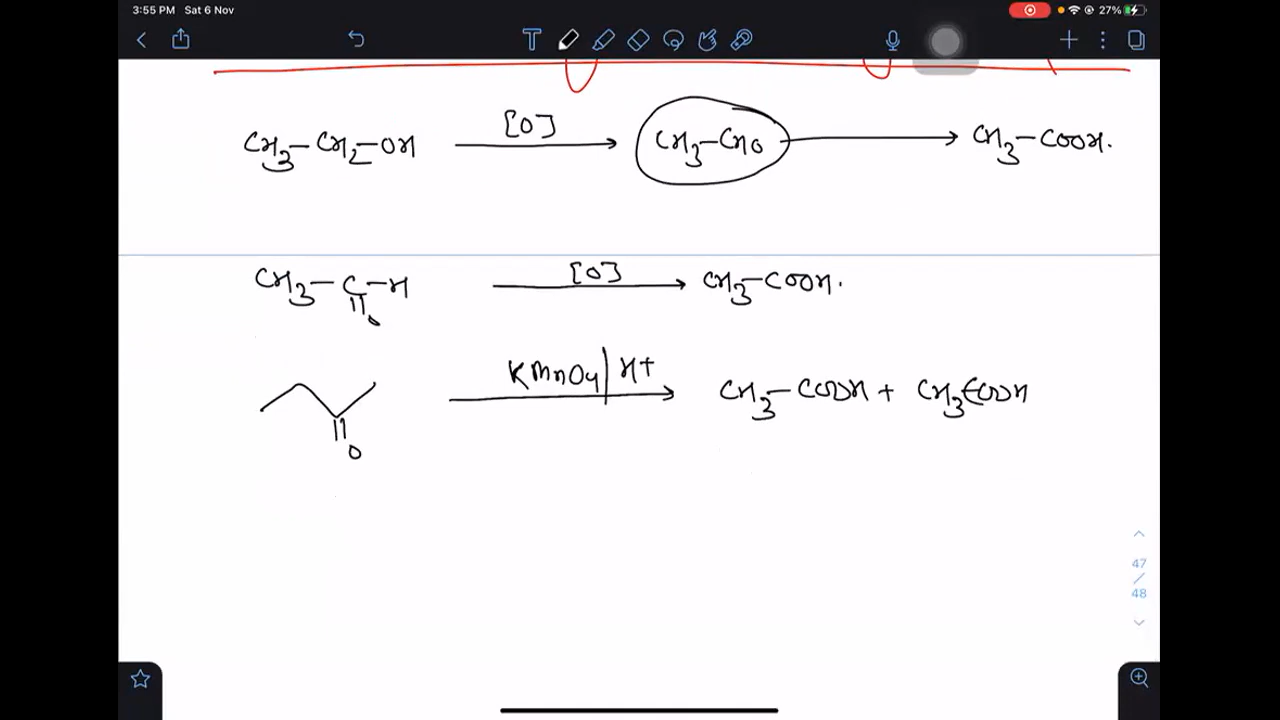 3:55 PM Sat 6 Nov 27%
T
CH3-CH2-OH [O] CH3-CHO CH3-COOH.
CH3-C-H [O] CH3-COOH.
O
KMnO4|H+ CH3-COOH + CH3COOH
O
47
/
48